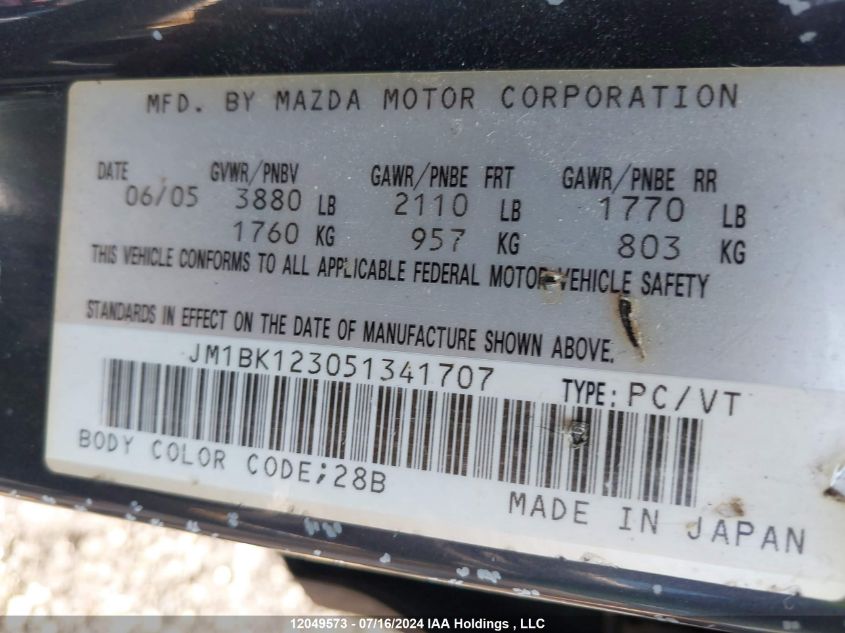 MFD. BY MAZDA MOTOR CORPORATION
DATE GVWR/PNBV GAWR/PNBE FRT GAWR/PNBE RR
06/05 3880 LB 2110 LB 1770 LB
1760 KG 957 KG 803 KG
THIS VEHICLE CONFORMS TO ALL APPLICABLE FEDERAL MOTOR VEHICLE SAFETY
STANDARDS IN EFFECT ON THE DATE OF MANUFACTURE SHOWN ABOVE.
JM1BK123051341707 TYPE: PC/VT
BODY COLOR CODE;28B
MADE IN JAPAN
12049573 - 07/16/2024 IAA Holdings , LLC